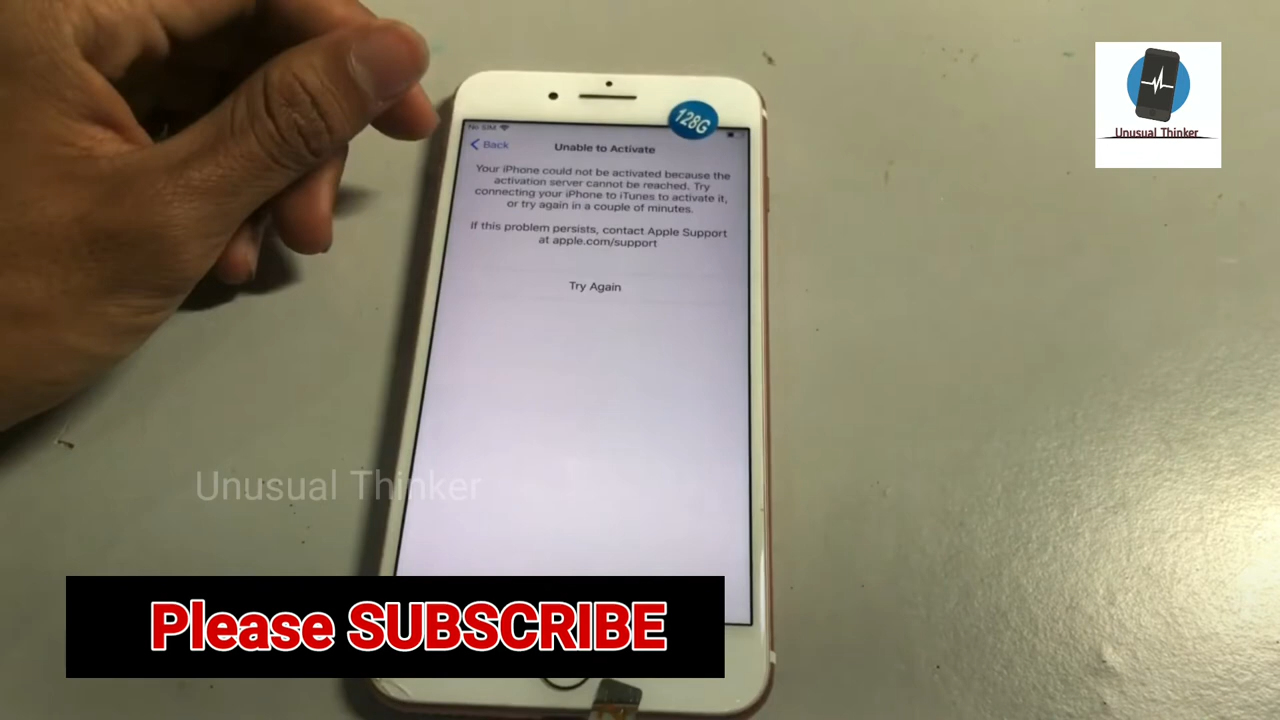 128G
Unusual Thinker
No SIM
Back
Unable to Activate
Your iPhone could not be activated because the
activation server cannot be reached. Try
connecting your iPhone to iTunes to activate it,
or try again in a couple of minutes.
If this problem persists, contact Apple Support
at apple.com/support
Try Again
Unusual Thinker
Please SUBSCRIBE